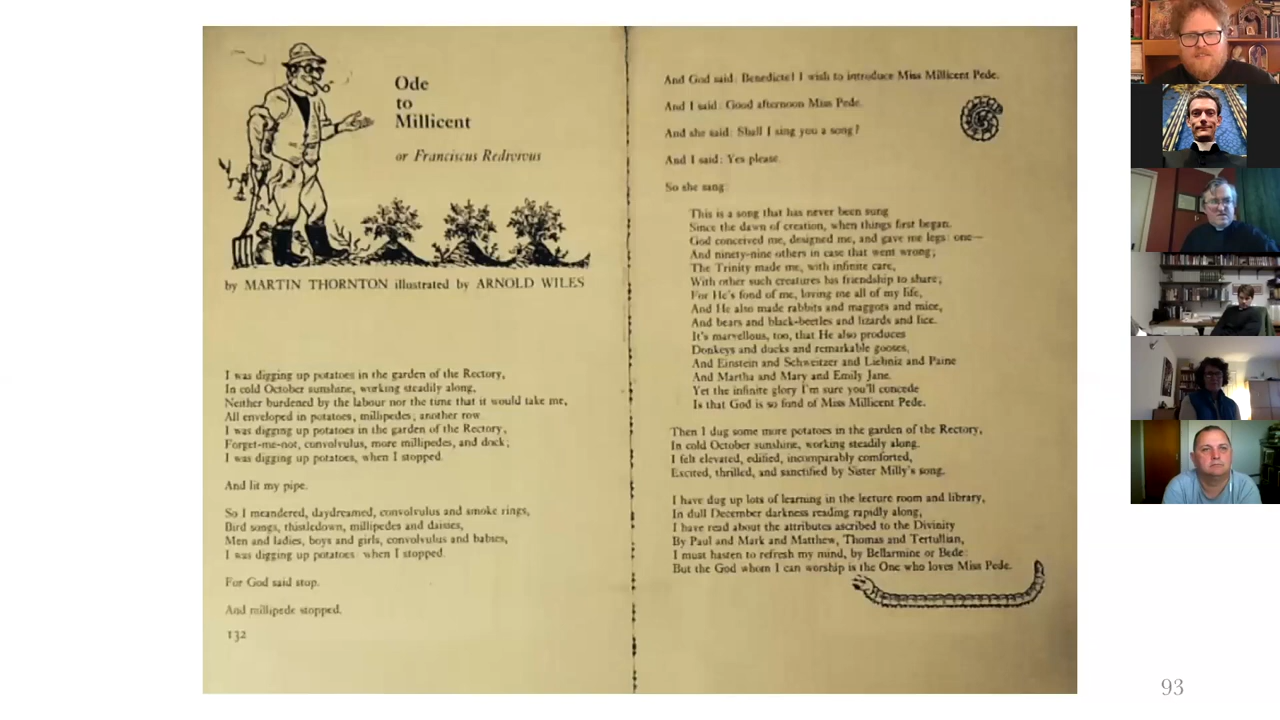 Ode
to
Millicent
or Franciscus Redivivus
by MARTIN THORNTON illustrated by ARNOLD WILES
I was digging up potatoes in the garden of the Rectory,
In cold October sunshine, working steadily along,
Neither burdened by the labour nor the time that it would take me,
All enveloped in potatoes, millipedes; another row.
I was digging up potatoes in the garden of the Rectory,
Forget-me-not, convolvulus, more millipedes, and dock;
I was digging up potatoes, when I stopped.
And lit my pipe.
So I meandered, daydreamed, convolvulus and smoke rings,
Bird songs, thistledown, millipedes and daisies,
Men and ladies, boys and girls, convolvulus and babies,
I was digging up potatoes when I stopped.
For God said stop.
And millipede stopped.
132
And God said: Benedicte! I wish to introduce Miss Millicent Pede.
And I said: Good afternoon Miss Pede.
And she said: Shall I sing you a song?
And I said: Yes please.
So she sang:
This is a song that has never been sung
Since the dawn of creation, when things first began.
God conceived me, designed me, and gave me legs: one—
And ninety-nine others in case that went wrong;
The Trinity made me, with infinite care,
With other such creatures his friendship to share;
For He's fond of me, loving me all of my life,
And He also made rabbits and maggots and mice,
And bears and black-beetles and lizards and lice.
It's marvellous, too, that He also produces
Donkeys and ducks and remarkable gooses,
And Einstein and Schweitzer and Liebniz and Paine
And Martha and Mary and Emily Jane.
Yet the infinite glory I'm sure you'll concede
Is that God is so fond of Miss Millicent Pede.
Then I dug some more potatoes in the garden of the Rectory,
In cold October sunshine, working steadily along.
I felt elevated, edified, incomparably comforted,
Excited, thrilled, and sanctified by Sister Milly's song.
I have dug up lots of learning in the lecture room and library,
In dull December darkness reading rapidly along,
I have read about the attributes ascribed to the Divinity
By Paul and Mark and Matthew, Thomas and Tertullian,
I must hasten to refresh my mind, by Bellarmine or Bede:
But the God whom I can worship is the One who loves Miss Pede.
93